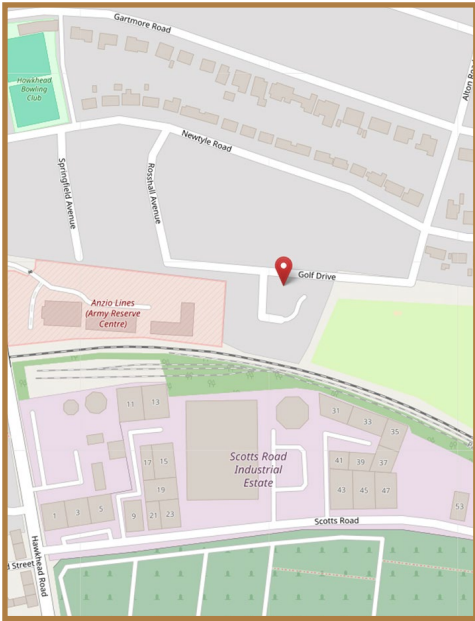 Gartmore Road
Alton Roa
Hawkhead
Bowling
Club
Newtyle Road
Springfield Avenue
Rosshall Avenue
Golf Drive
Anzio Lines
(Army Reserve
Centre)
11
13
31
33
35
17
15
41
39
37
Scotts Road
Industrial
Estate
19
43
45
47
1
3
5
9
21
23
53
Scotts Road
d Street
Hawkhead Road